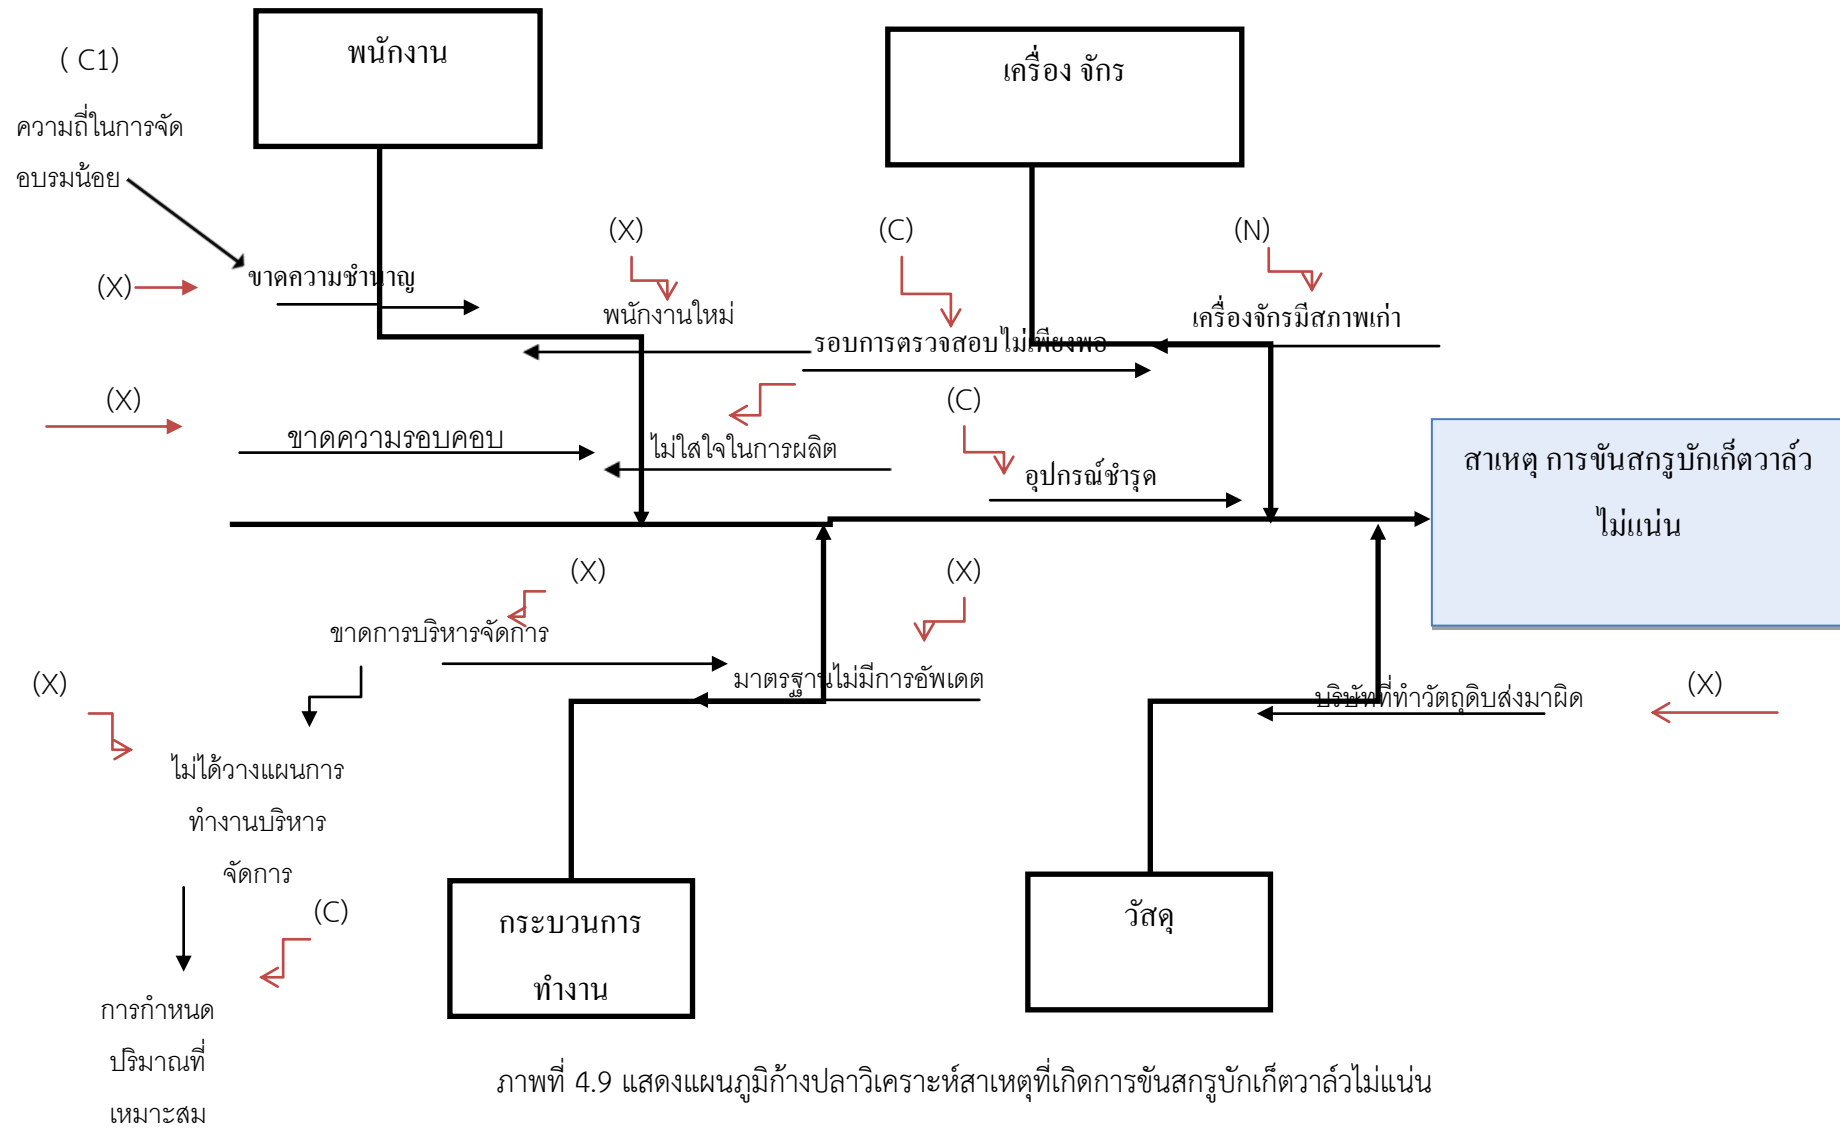 พนักงาน
เครื่อง จักร
( C1)
ความถี่ในการจัด
อบรมน้อย
(X)
(C)
(N)
(X)
ขาดความชำนาญ
พนักงานใหม่
เครื่องจักรมีสภาพเก่า
รอบการตรวจสอบไม่เพียงพอ
(X)
(C)
ขาดความรอบคอบ
ไม่ใสใจในการผลิต
อุปกรณ์ชำรุด
สาเหตุ การขันสกรูบักเก็ตวาล์ว
ไม่แน่น
(X)
(X)
ขาดการบริหารจัดการ
มาตรฐานไม่มีการอัพเดต
บริษัทที่ทำวัตถุดิบส่งมาผิด
(X)
(X)
ไม่ได้วางแผนการ
ทำงานบริหาร
จัดการ
(C)
กระบวนการ
ทำงาน
วัสดุ
การกำหนด
ปริมาณที่
เหมาะสม
ภาพที่ 4.9 แสดงแผนภูมิก้างปลาวิเคราะห์สาเหตุที่เกิดการขันสกรูบักเก็ตวาล์วไม่แน่น